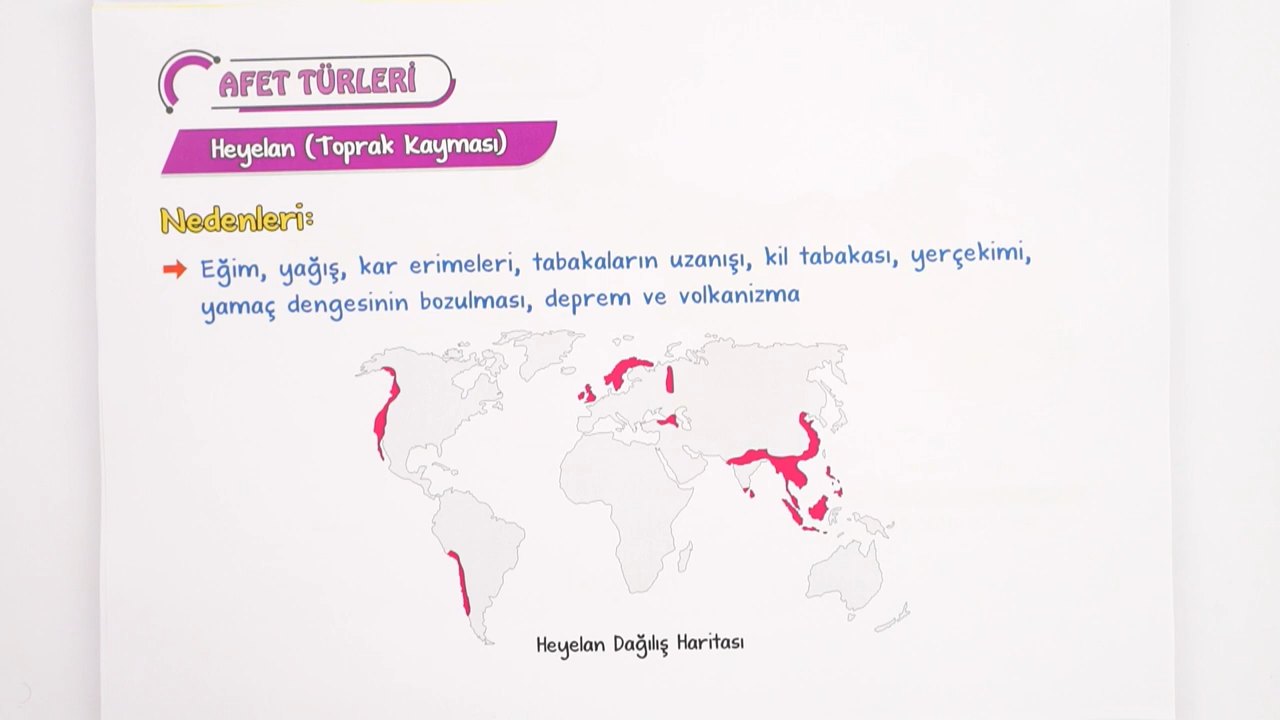 AFET TÜRLERİ
Heyelan (Toprak Kayması)
Nedenleri:
Eğim, yağış, kar erimeleri, tabakaların uzanışı, kil tabakası, yerçekimi,
yamaç dengesinin bozulması, deprem ve volkanizma
Heyelan Dağılış Haritası